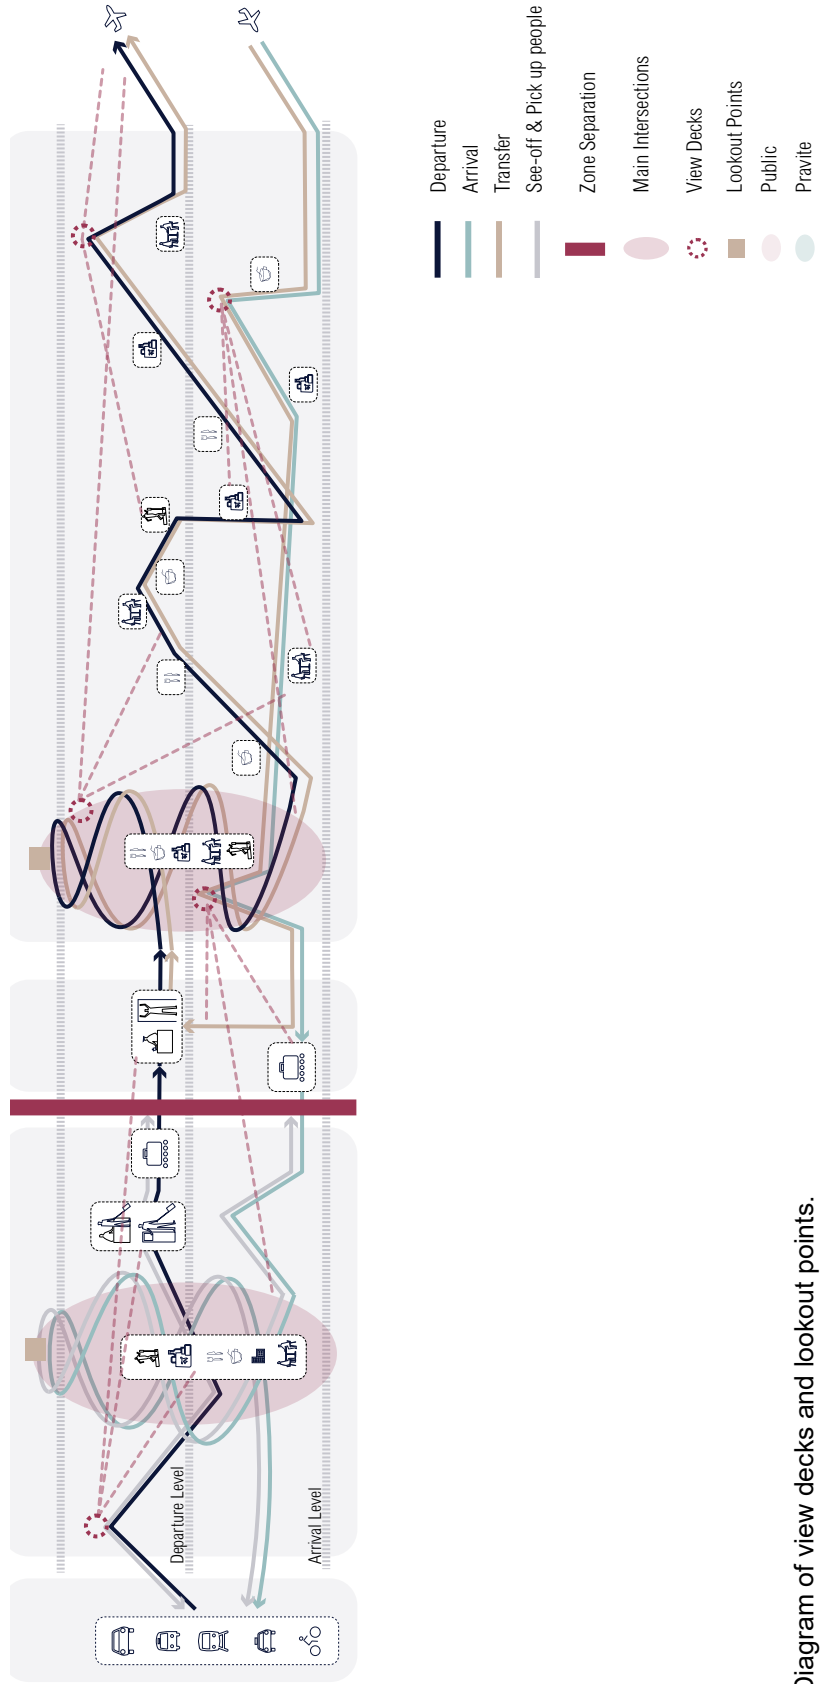 Departure Level
Arrival Level
Departure
Arrival
Transfer
See-off & Pick up people
Zone Separation
Main Intersections
View Decks
Lookout Points
Public
Pravite
Diagram of view decks and lookout points.